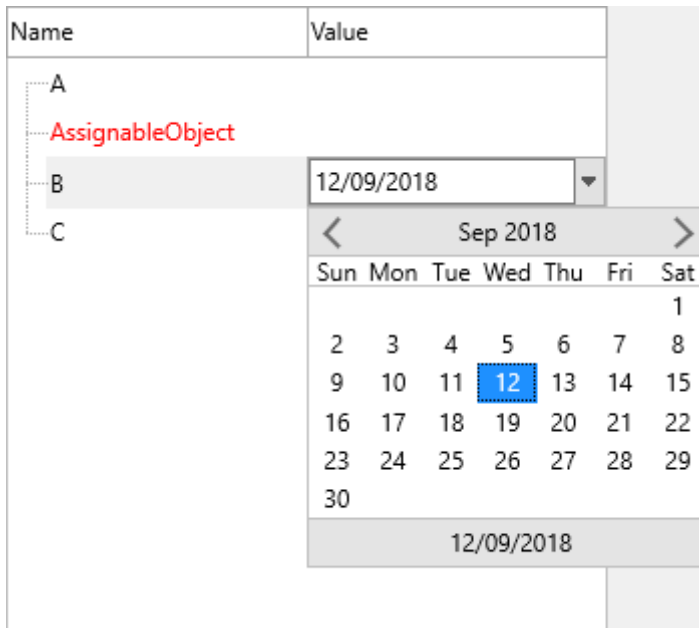 Name Value
A
AssignableObject
B 12/09/2018
C
Sep 2018
Sun Mon Tue Wed Thu Fri Sat
1
2 3 4 5 6 7 8
9 10 11 12 13 14 15
16 17 18 19 20 21 22
23 24 25 26 27 28 29
30
12/09/2018